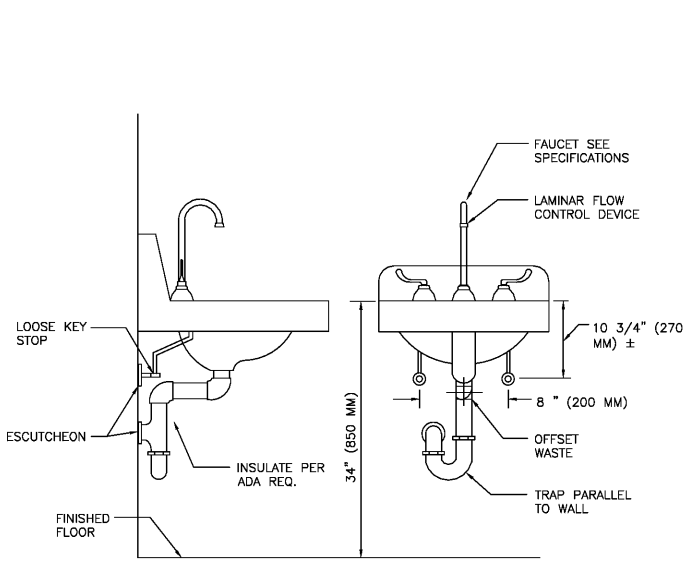 FAUCET SEE
SPECIFICATIONS
LAMINAR FLOW
CONTROL DEVICE
LOOSE KEY
STOP
10 3/4" (270
MM) ±
8 " (200 MM)
ESCUTCHEON
34" (850 MM)
OFFSET
WASTE
INSULATE PER
ADA REQ.
TRAP PARALLEL
TO WALL
FINISHED
FLOOR